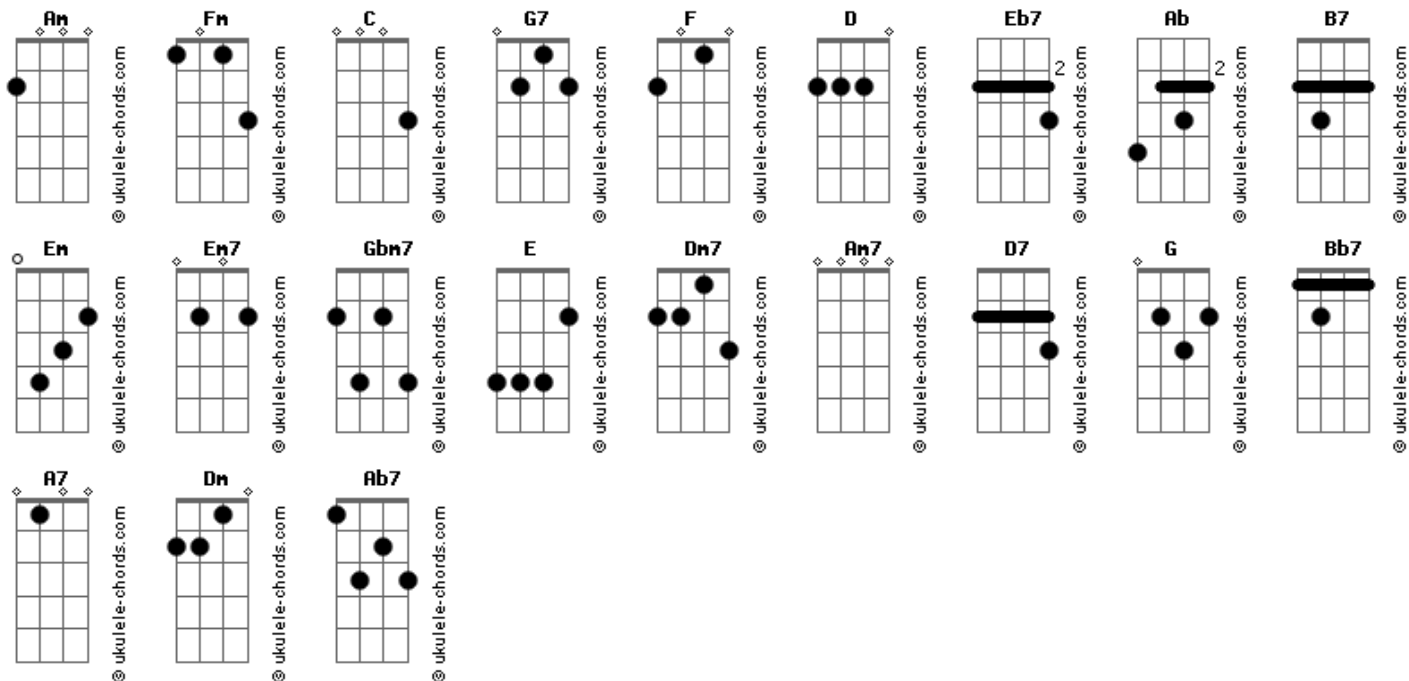 Am Fm C G7 F D Eb7 Ab B7
2 2
© ukulele-chords.com © ukulele-chords.com © ukulele-chords.com © ukulele-chords.com © ukulele-chords.com © ukulele-chords.com © ukulele-chords.com © ukulele-chords.com © ukulele-chords.com
Em Em7 Gbm7 E Dm7 Am7 D7 G Bb7
© ukulele-chords.com © ukulele-chords.com © ukulele-chords.com © ukulele-chords.com © ukulele-chords.com © ukulele-chords.com © ukulele-chords.com © ukulele-chords.com © ukulele-chords.com
A7 Dm Ab7
© ukulele-chords.com © ukulele-chords.com © ukulele-chords.com